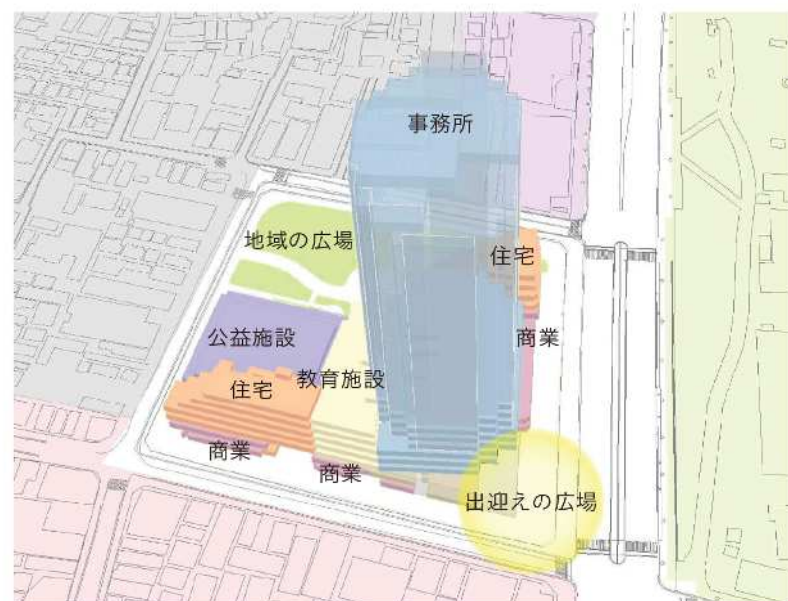 事務所
地域の広場
住宅
公益施設
商業
教育施設
住宅
商業
商業
出迎えの広場